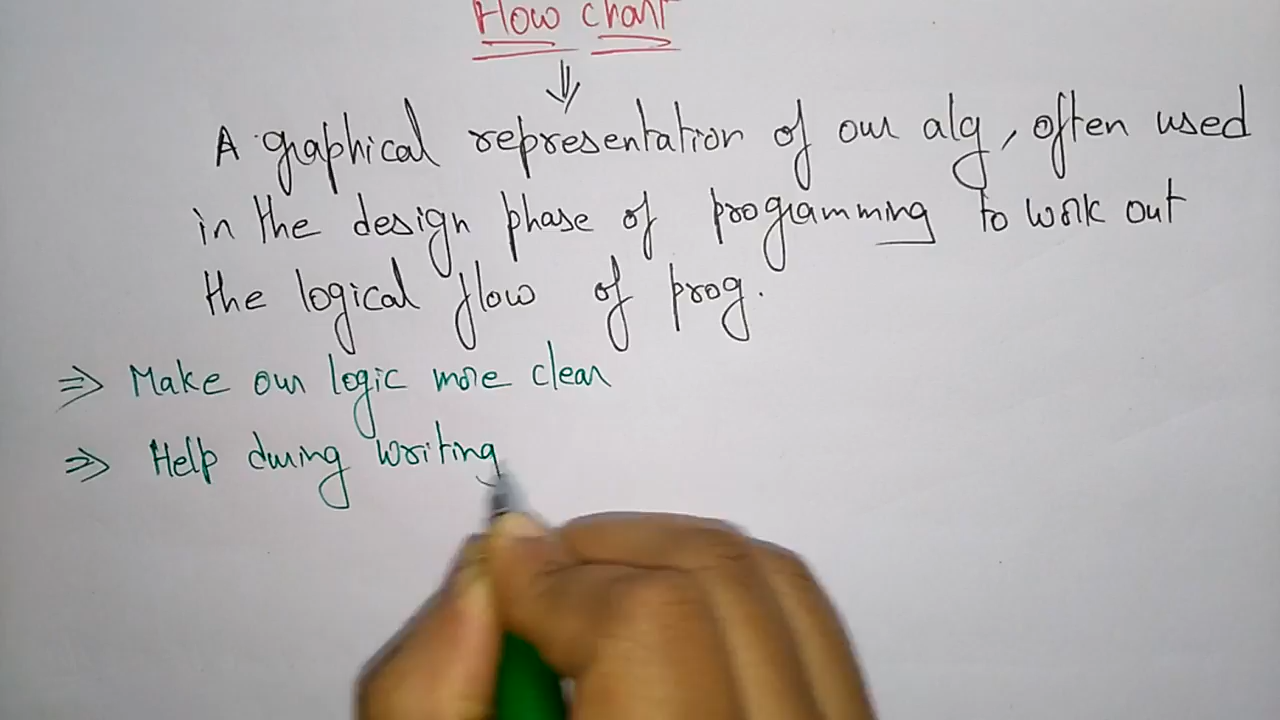 Flow chart
⇓
A graphical representation of our alg, often used
in the design phase of programming to work out
the logical flow of prog.
⇒ Make our logic more clear
⇒ Help during writing